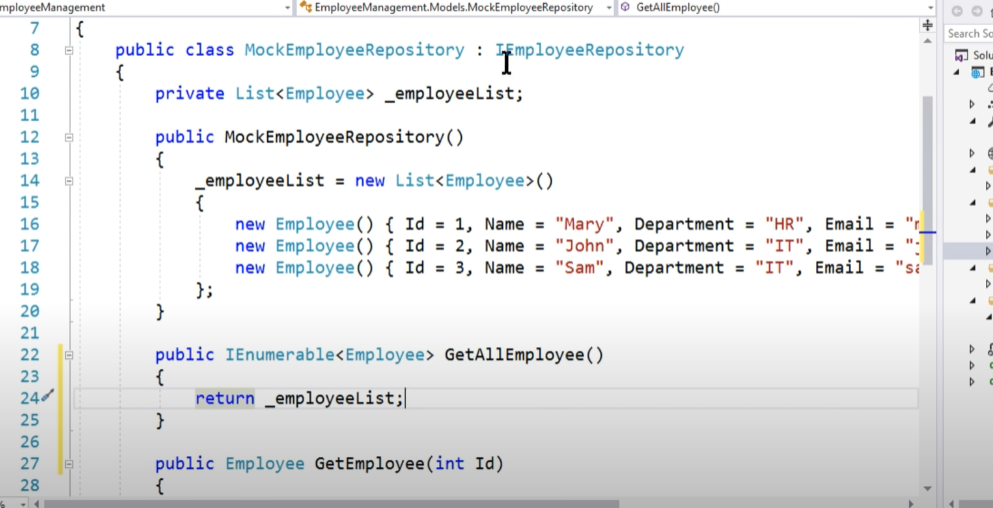 EmployeeManagement.Models.MockEmployeeRepository GetAllEmployee()
7 {
8 public class MockEmployeeRepository : IEmployeeRepository
9 {
10 private List<Employee> _employeeList;
11
12 public MockEmployeeRepository()
13 {
14 _employeeList = new List<Employee>()
15 {
16 new Employee() { Id = 1, Name = "Mary", Department = "HR", Email = "
17 new Employee() { Id = 2, Name = "John", Department = "IT", Email = "
18 new Employee() { Id = 3, Name = "Sam", Department = "IT", Email = "sa
19 };
20 }
21
22 public IEnumerable<Employee> GetAllEmployee()
23 {
24 return _employeeList;
25 }
26
27 public Employee GetEmployee(int Id)
28 {
Search So
Solu